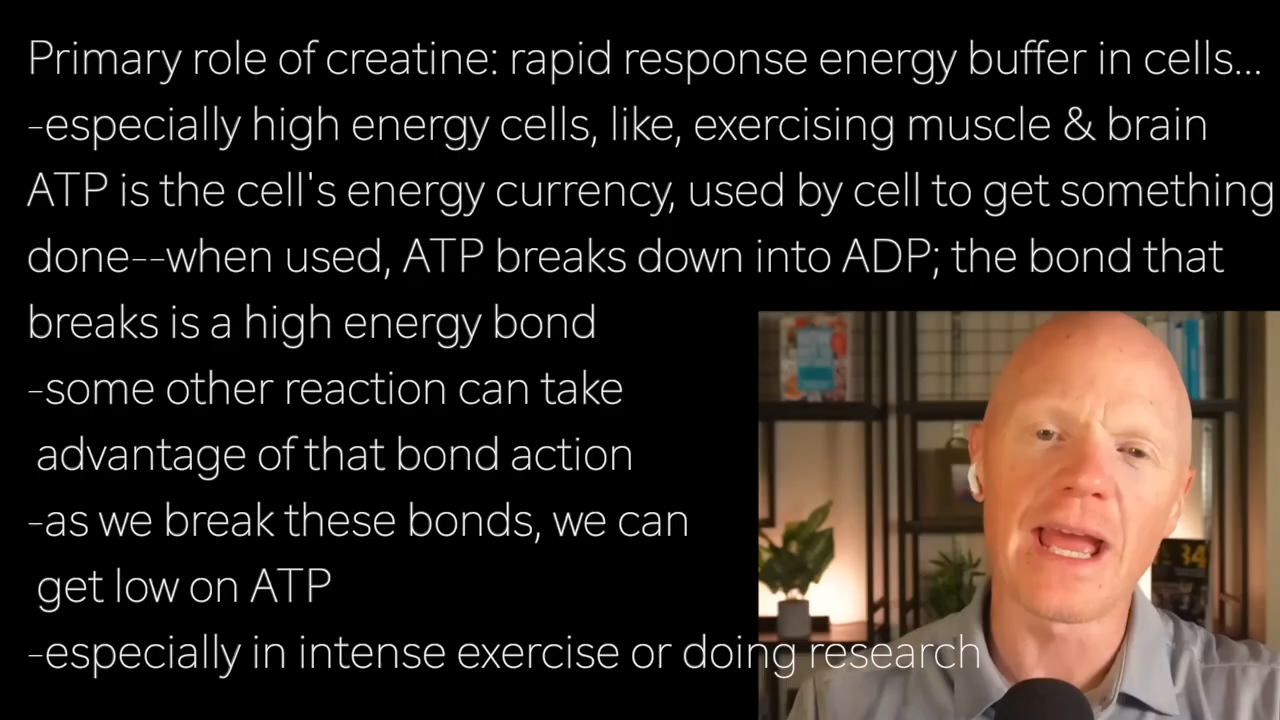 Primary role of creatine: rapid response energy buffer in cells...
-especially high energy cells, like, exercising muscle & brain
ATP is the cell's energy currency, used by cell to get something
done--when used, ATP breaks down into ADP; the bond that
breaks is a high energy bond
-some other reaction can take
advantage of that bond action
-as we break these bonds, we can
get low on ATP
-especially in intense exercise or doing research